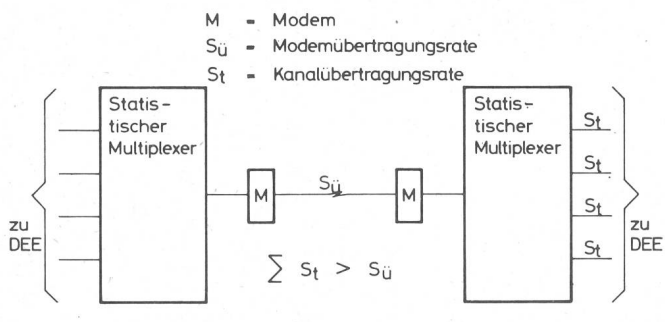 M - Modem
Sü - Modemübertragungsrate
St - Kanalübertragungsrate
Statis-
tischer
Multiplexer
zu
DEE
M
Sü
M
Statis-
tischer
Multiplexer
St
St
St
St
zu
DEE
∑ St > Sü